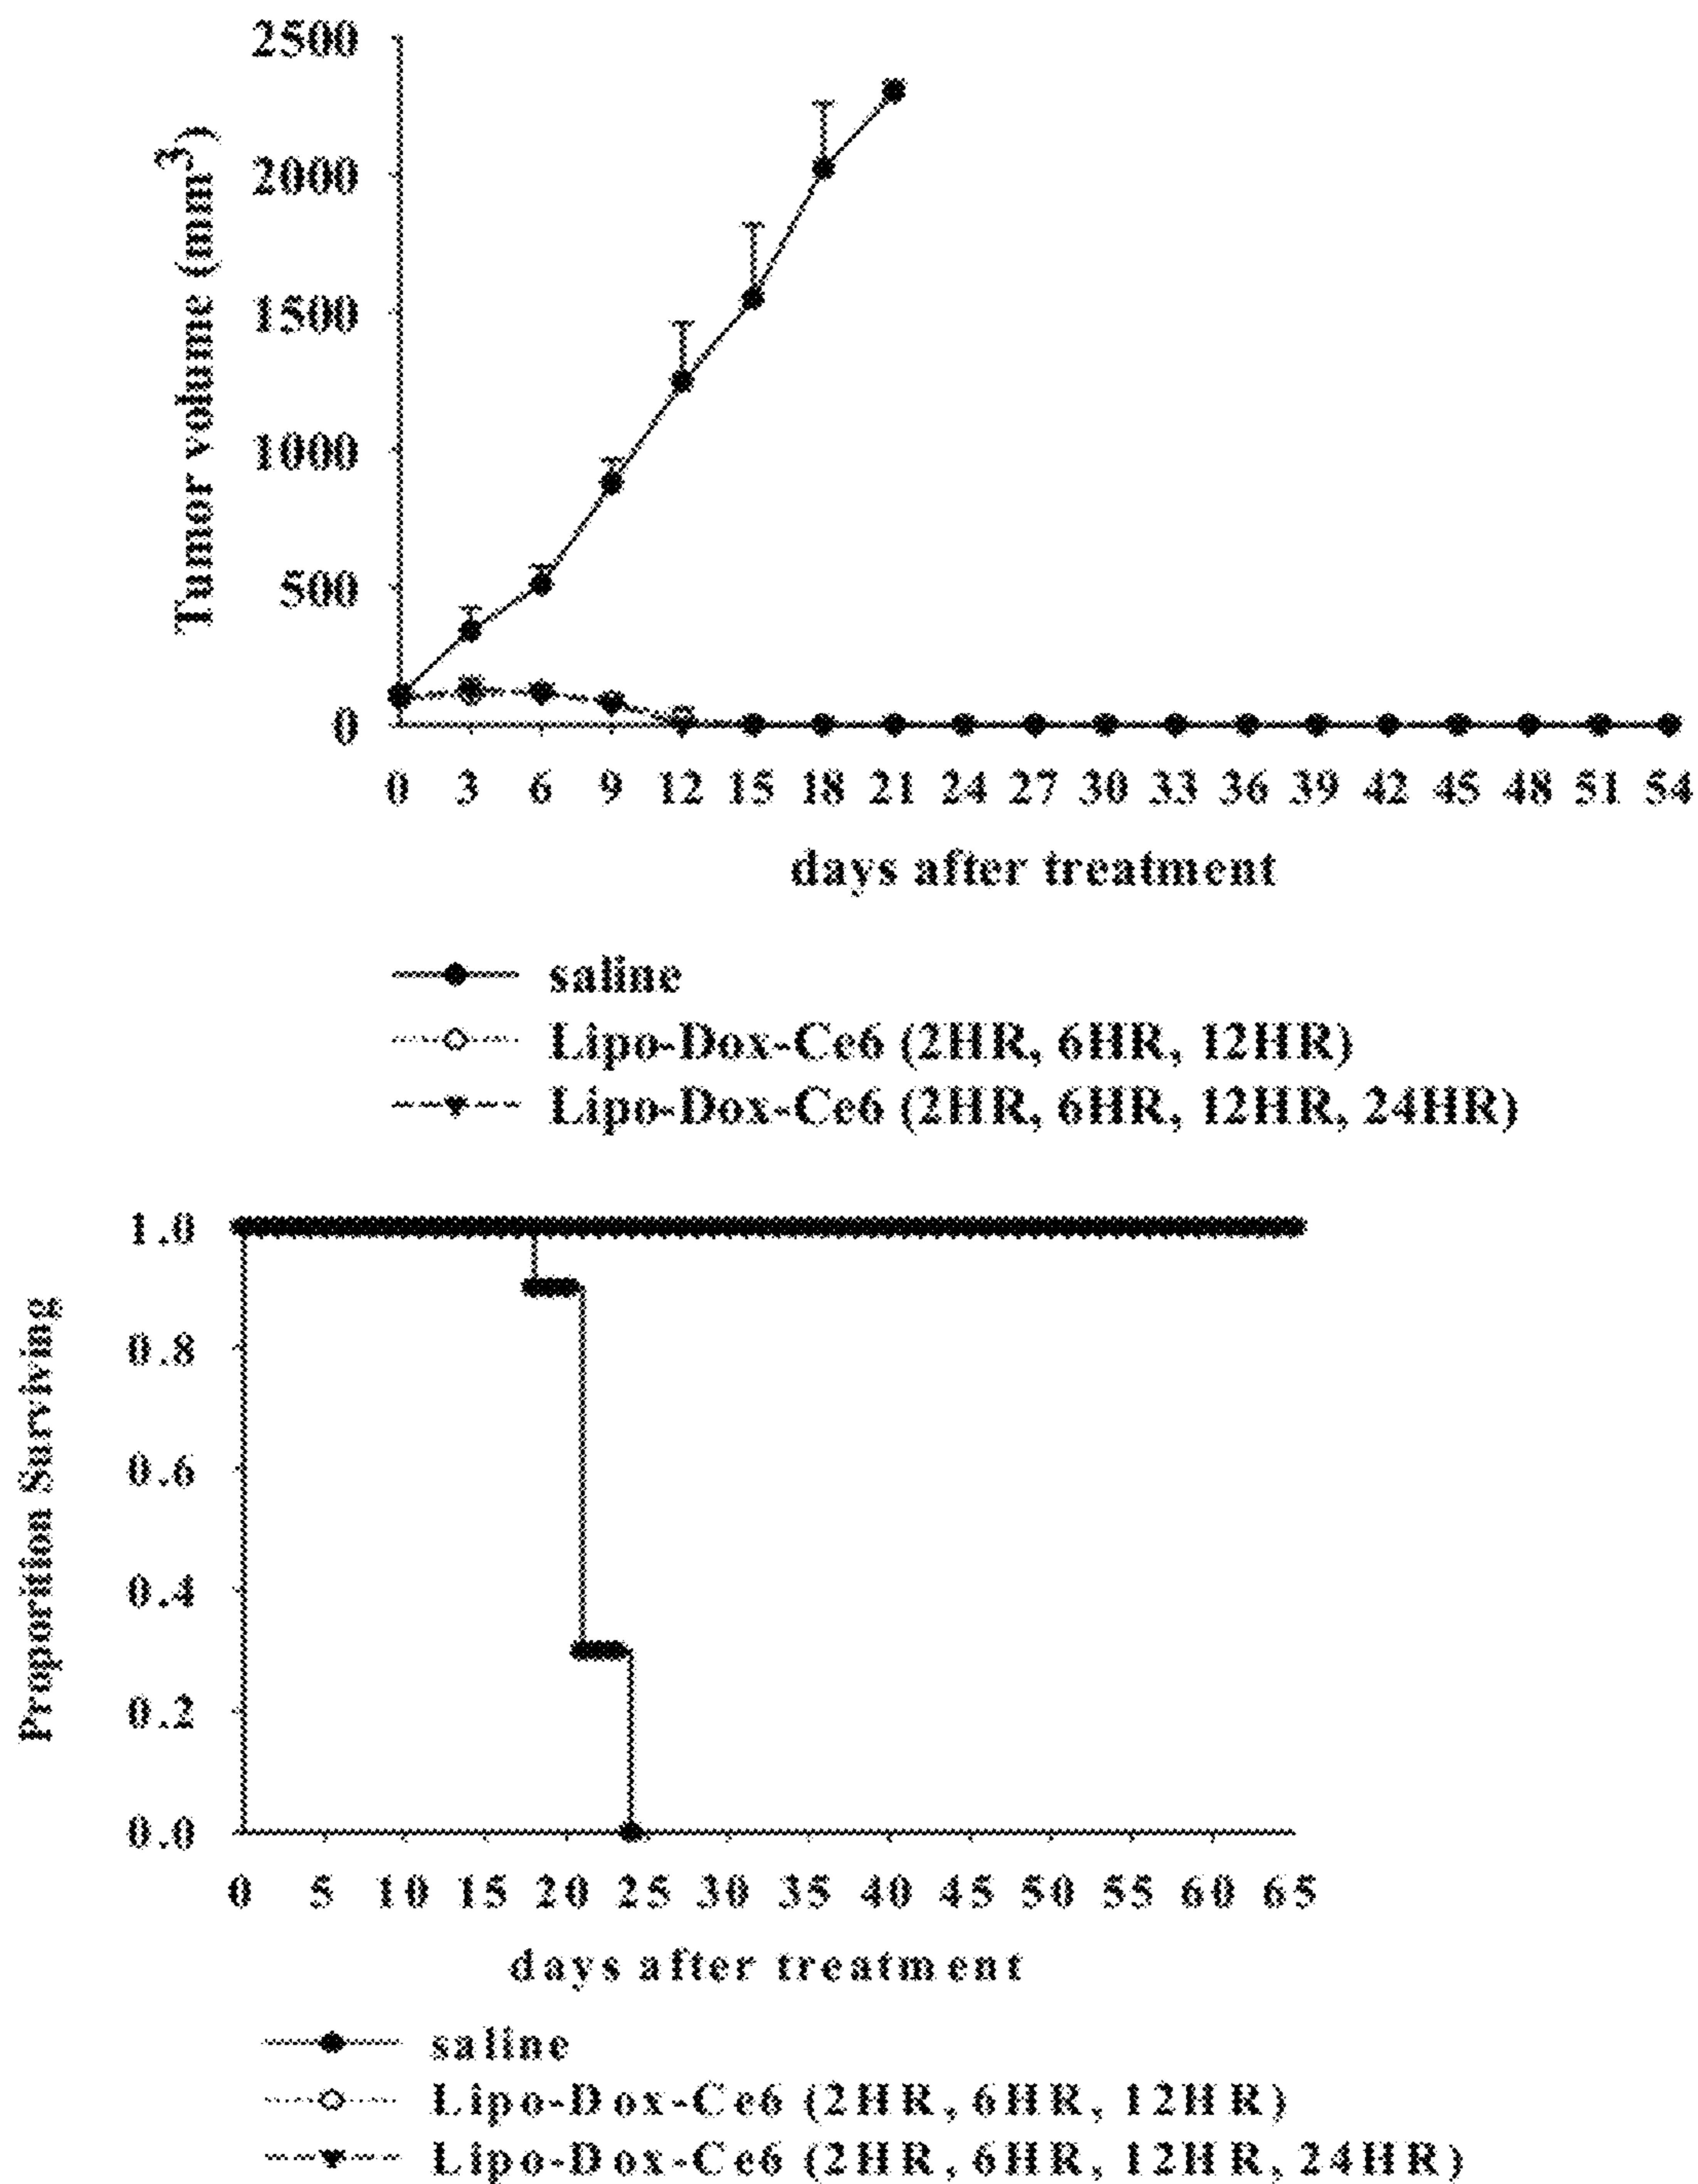 2500
2000
1500
1000
500
0
Tumor volume (mm3)
0 3 6 9 12 15 18 21 24 27 30 33 36 39 42 45 48 51 54
days after treatment
saline
Lipo-Dox-Ce6 (2HR, 6HR, 12HR)
Lipo-Dox-Ce6 (2HR, 6HR, 12HR, 24HR)
1.0
0.8
0.6
0.4
0.2
0.0
Proportion Surviving
0 5 10 15 20 25 30 35 40 45 50 55 60 65
days after treatment
saline
Lipo-Dox-Ce6 (2HR, 6HR, 12HR)
Lipo-Dox-Ce6 (2HR, 6HR, 12HR, 24HR)